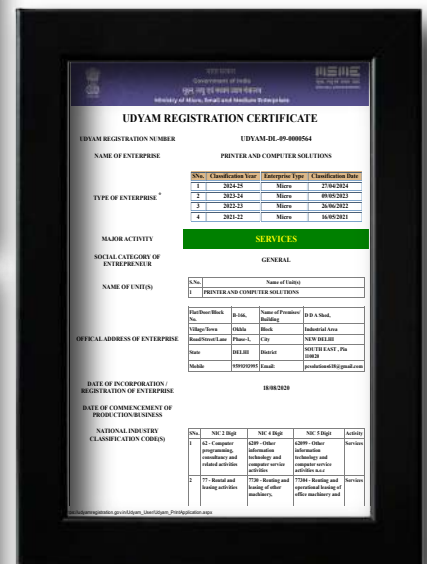 भारत सरकार
Government of India
सूक्ष्म, लघु एवं मध्यम उद्यम मंत्रालय
Ministry of Micro, Small and Medium Enterprises
UDYAM REGISTRATION CERTIFICATE
UDYAM REGISTRATION NUMBER UDYAM-DL-09-0000564
NAME OF ENTERPRISE PRINTER AND COMPUTER SOLUTIONS
TYPE OF ENTERPRISE *
SNo. Classification Year Enterprise Type Classification Date
1 2024-25 Micro 27/04/2024
2 2023-24 Micro 09/05/2023
3 2022-23 Micro 26/06/2022
4 2021-22 Micro 16/05/2021
MAJOR ACTIVITY SERVICES
SOCIAL CATEGORY OF
ENTREPRENEUR
GENERAL
NAME OF UNIT(S)
S.No. Name of Unit(s)
1 PRINTER AND COMPUTER SOLUTIONS
OFFICAL ADDRESS OF ENTERPRISE
Flat/Door/Block No. B-166, Name of Premises/ Building D D A Shed,
Village/Town Okhla Block Industrial Area
Road/Street/Lane Phase-1, City NEW DELHI
State DELHI District SOUTH EAST , Pin 110020
Mobile Email:
DATE OF INCORPORATION /
REGISTRATION OF ENTERPRISE
18/08/2020
DATE OF COMMENCEMENT OF
PRODUCTION/BUSINESS
NATIONAL INDUSTRY
CLASSIFICATION CODE(S)
SNo. NIC 2 Digit NIC 4 Digit NIC 5 Digit Activity
1 62 - Computer programming, consultancy and related activities 6209 - Other information technology and computer service activities 62099 - Other information technology and computer service activities n.e.c Services
2 77 - Rental and leasing activities 7730 - Renting and leasing of other machinery, 77304 - Renting and operational leasing of office machinery and Services